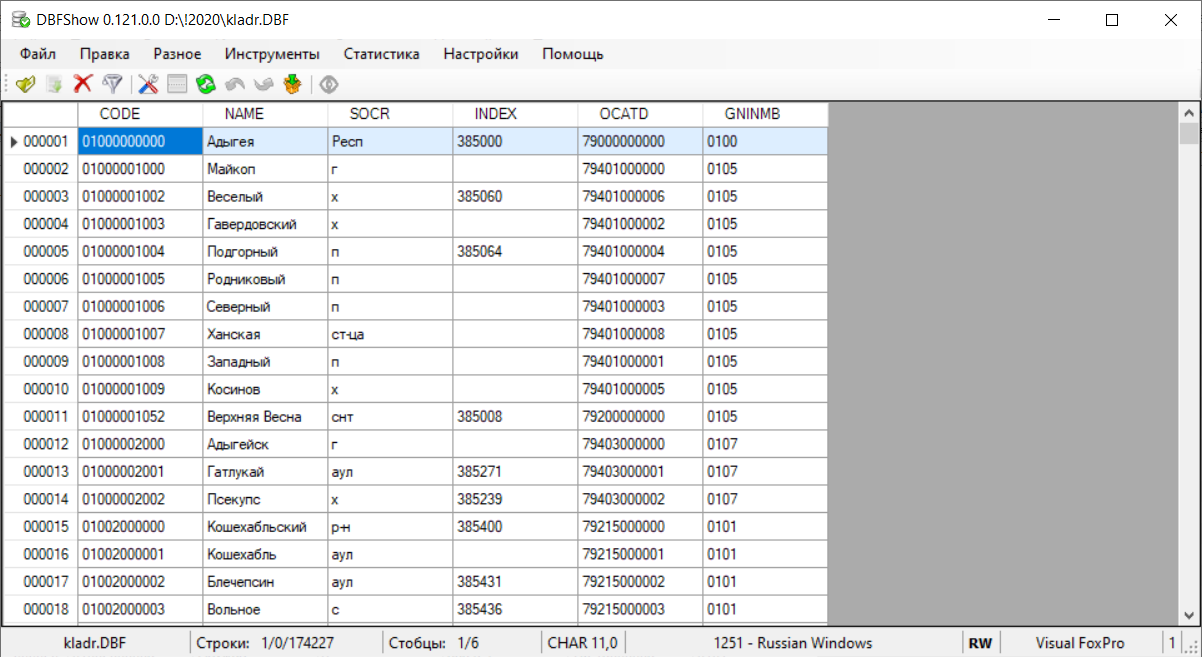 DBFShow 0.121.0.0 D:\!2020\kladr.DBF
Файл Правка Разное Инструменты Статистика Настройки Помощь
CODE NAME SOCR INDEX OCATD GNINMB
000001 01000000000 Адыгея Респ 385000 79000000000 0100
000002 01000001000 Майкоп г 79401000000 0105
000003 01000001002 Веселый х 385060 79401000006 0105
000004 01000001003 Гавердовский х 79401000002 0105
000005 01000001004 Подгорный п 385064 79401000004 0105
000006 01000001005 Родниковый п 79401000007 0105
000007 01000001006 Северный п 79401000003 0105
000008 01000001007 Ханская ст-ца 79401000008 0105
000009 01000001008 Западный п 79401000001 0105
000010 01000001009 Косинов х 79401000005 0105
000011 01000001052 Верхняя Весна снт 385008 79200000000 0105
000012 01000002000 Адыгейск г 79403000000 0107
000013 01000002001 Гатлукай аул 385271 79403000001 0107
000014 01000002002 Псекупс х 385239 79403000002 0107
000015 01002000000 Кошехабльский р-н 385400 79215000000 0101
000016 01002000001 Кошехабль аул 79215000001 0101
000017 01002000002 Блечепсин аул 385431 79215000002 0101
000018 01002000003 Вольное с 385436 79215000003 0101
kladr.DBF Строки: 1/0/174227 Стобцы: 1/6 CHAR 11,0 1251 - Russian Windows RW Visual FoxPro 1